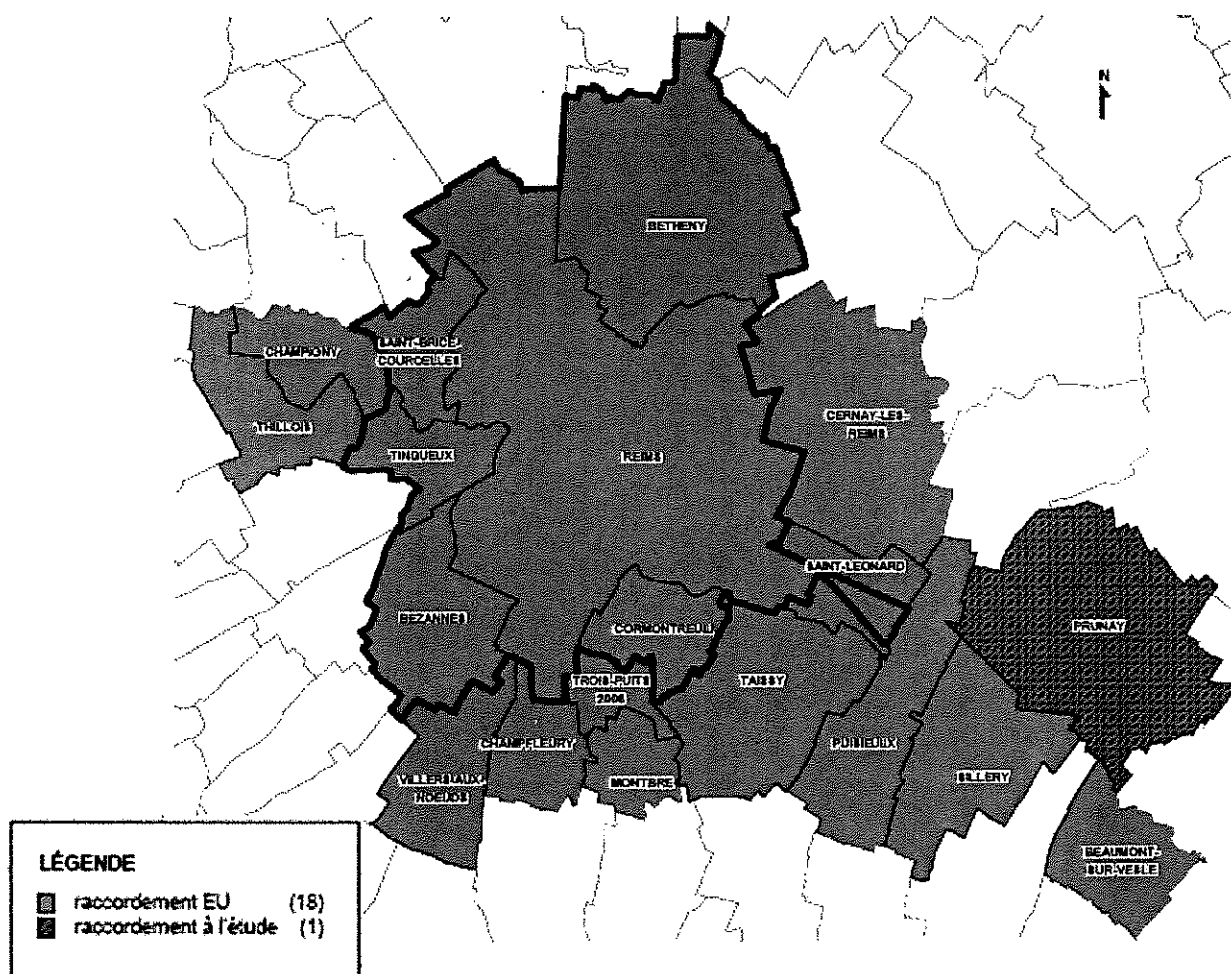 N
BETHENY
CHAMPIGNY
SAINT-BRICE
COURCELLES
THILLOIS
TINQUEUX
REIMS
CERNAY-LES-
REIMS
SAINT-LEONARD
BEZANNES
CORMONTREUIL
PRUNAY
TROIS-PUITS
2006
TAISSY
CHAMPFLEURY
PUISIEULX
VILLERS-AUX-
NOEUDS
MONTBRE
SILLERY
BEAUMONT-
SUR-VESLE
LÉGENDE
raccordement EU (18)
raccordement à l'étude (1)